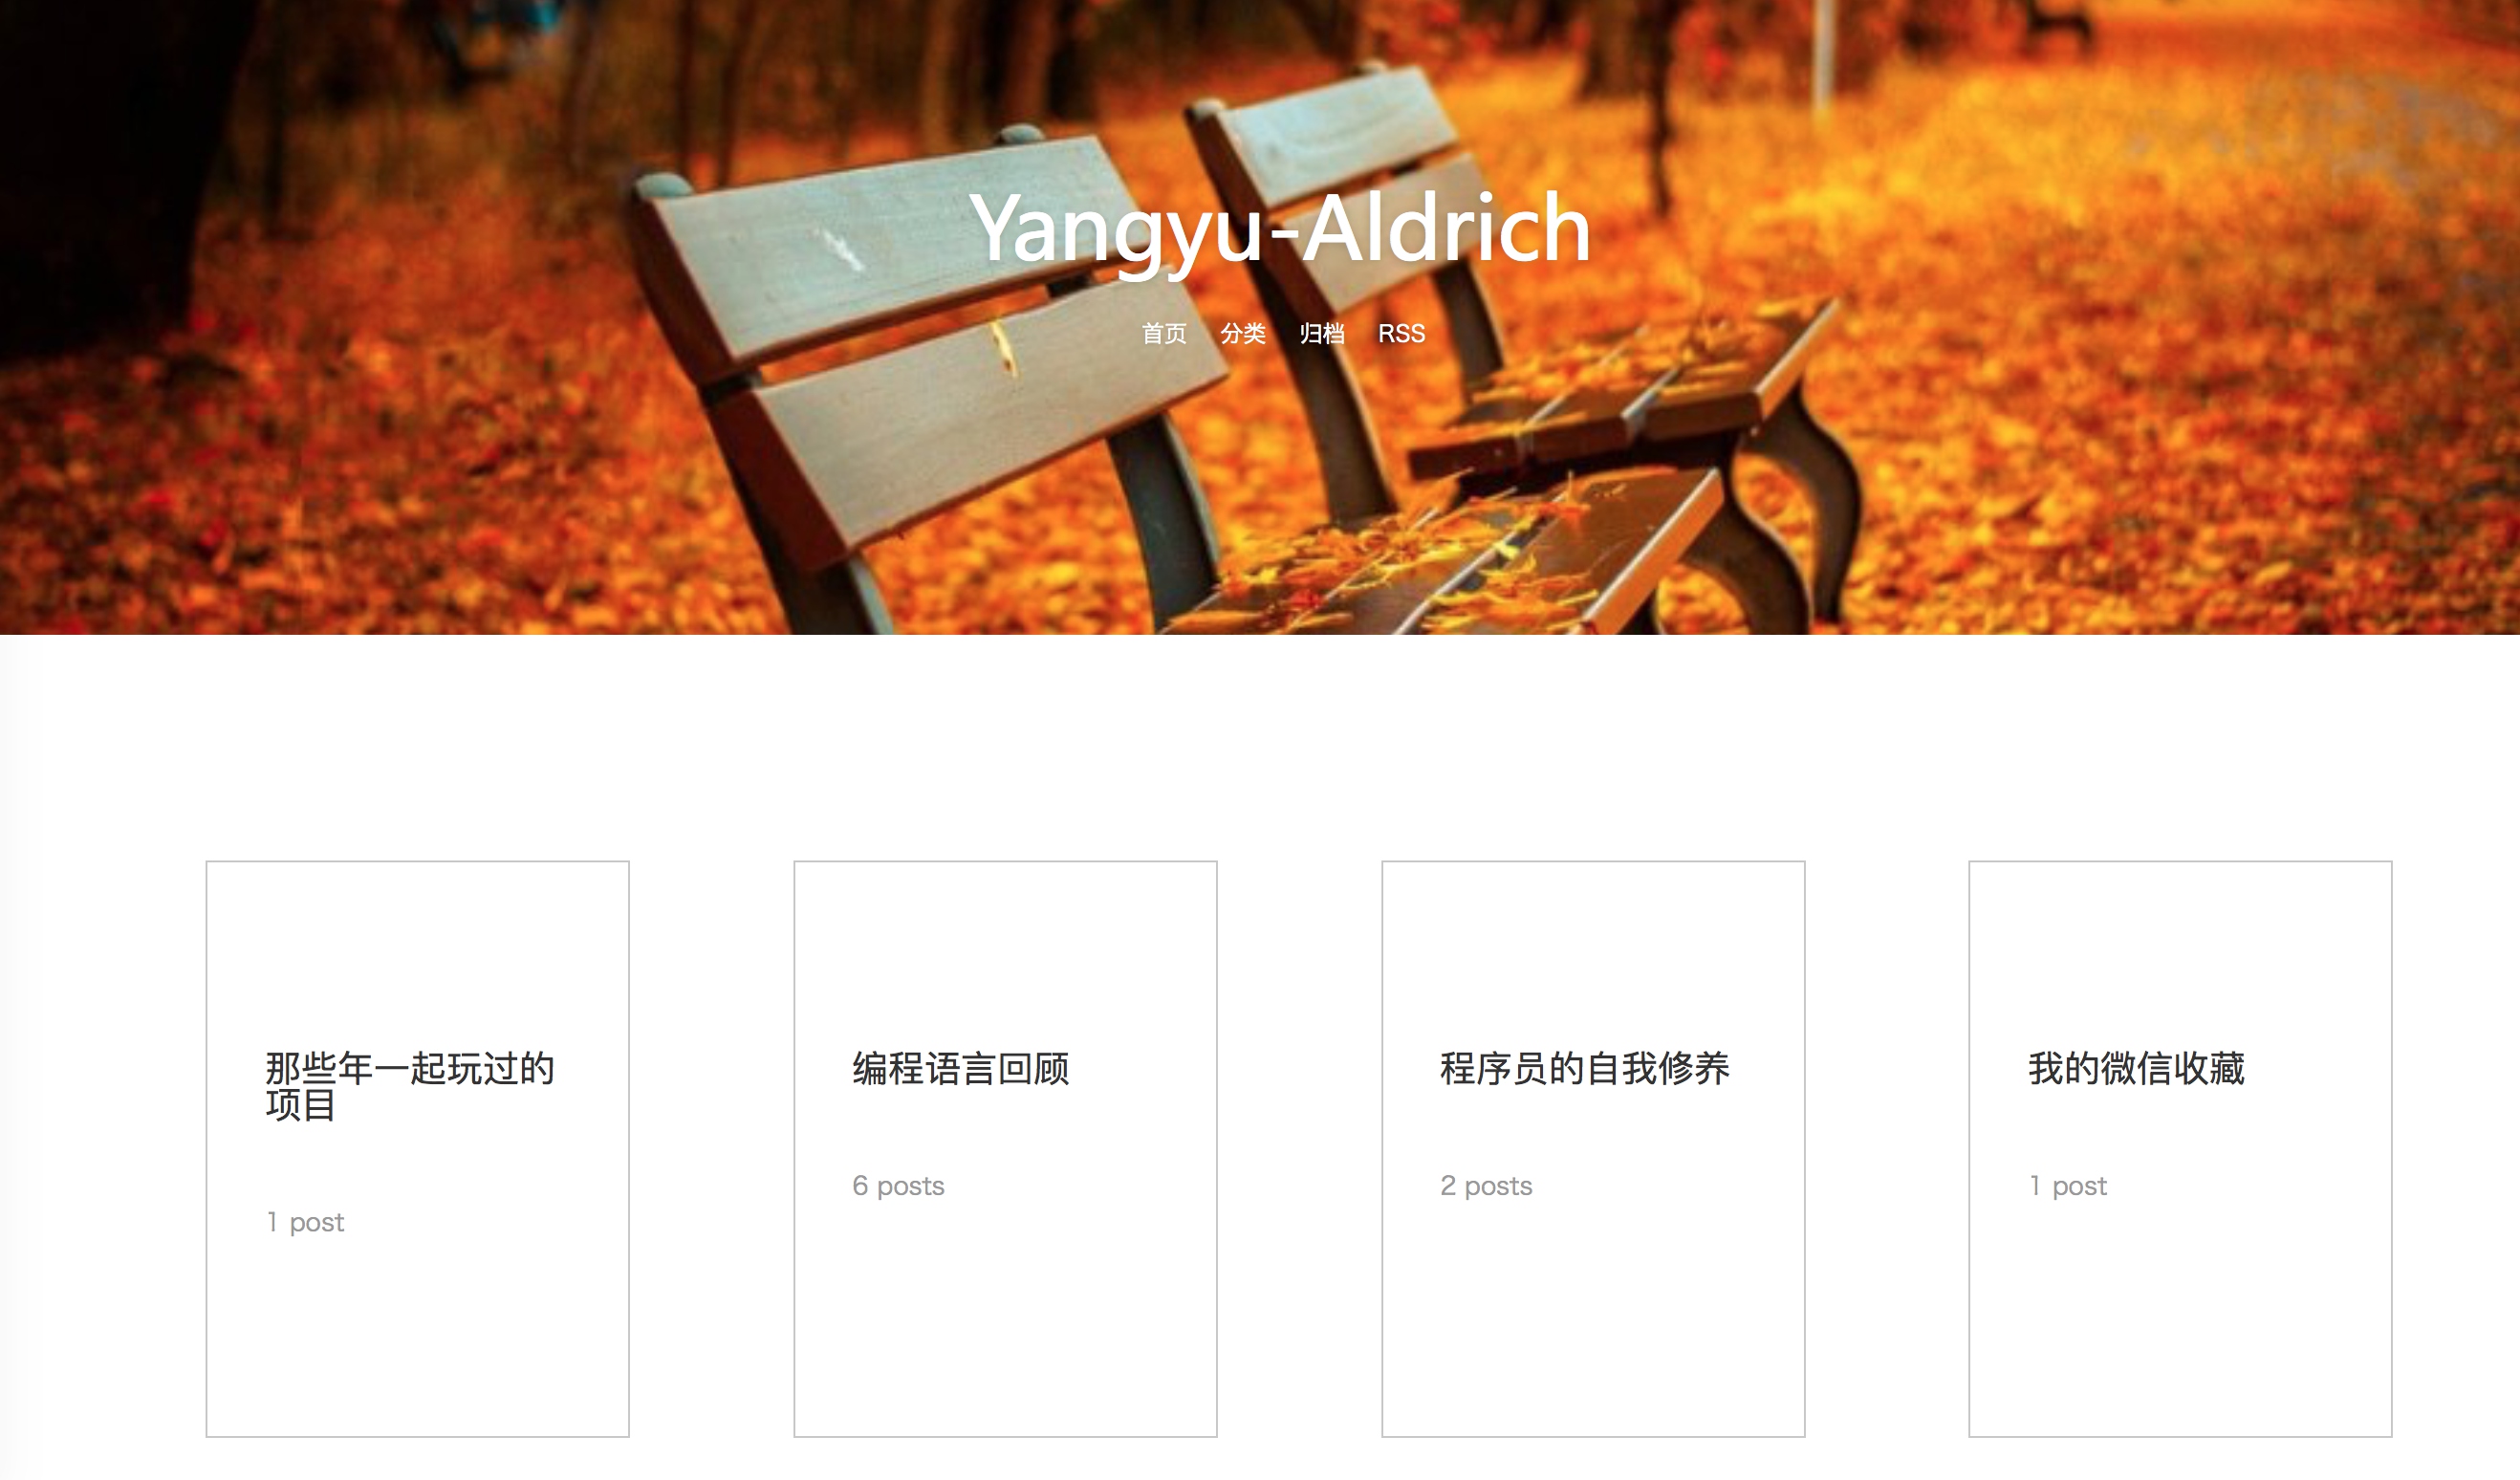 Yangyu-Aldrich
首页 分类 归档 RSS
那些年一起玩过的
项目
1 post
编程语言回顾
6 posts
程序员的自我修养
2 posts
我的微信收藏
1 post